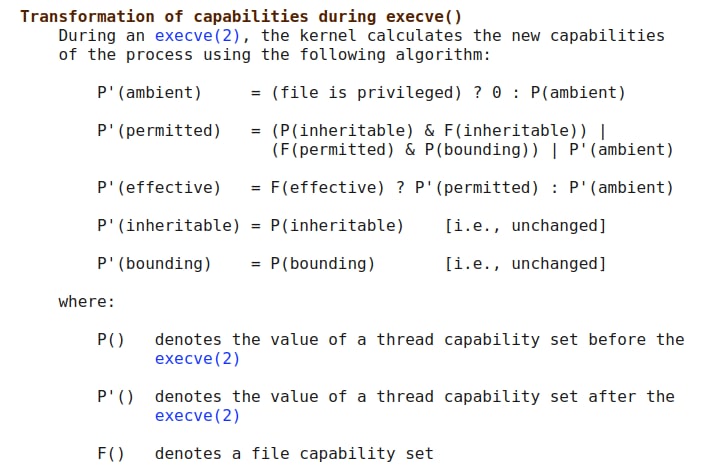 Transformation of capabilities during execve()
During an execve(2), the kernel calculates the new capabilities
of the process using the following algorithm:
P'(ambient)     = (file is privileged) ? 0 : P(ambient)
P'(permitted)   = (P(inheritable) & F(inheritable)) |
(F(permitted) & P(bounding)) | P'(ambient)
P'(effective)   = F(effective) ? P'(permitted) : P'(ambient)
P'(inheritable) = P(inheritable)    [i.e., unchanged]
P'(bounding)    = P(bounding)       [i.e., unchanged]
where:
P()   denotes the value of a thread capability set before the
execve(2)
P'()  denotes the value of a thread capability set after the
execve(2)
F()   denotes a file capability set